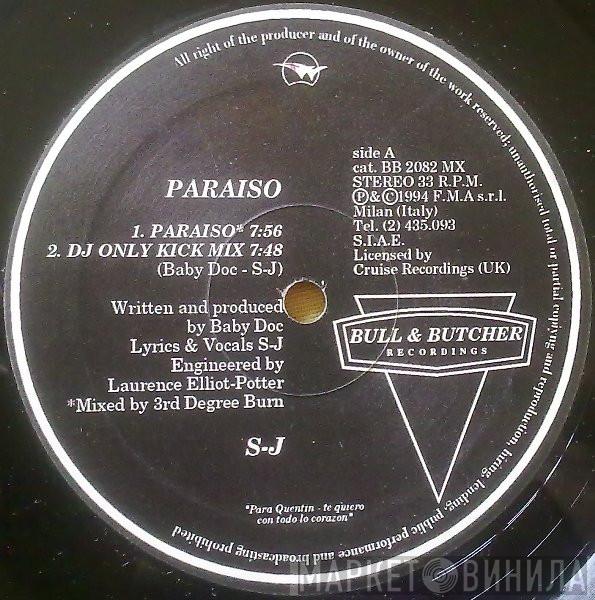 All right of the producer and of the owner of the work reserved; unauthorised total or partial copying and reproduction, hiring, lending, public performance and broadcasting prohibited
PARAISO
1. PARAISO* 7:56
2. DJ ONLY KICK MIX 7:48
(Baby Doc - S-J)
Written and produced
by Baby Doc
Lyrics & Vocals S-J
Engineered by
Laurence Elliot-Potter
*Mixed by 3rd Degree Burn
S-J
side A
cat. BB 2082 MX
STEREO 33 R.P.M.
℗&©1994 F.M.A s.r.l.
Milan (Italy)
Tel. (2) 435.093
S.I.A.E.
Licensed by
Cruise Recordings (UK)
BULL & BUTCHER
RECORDINGS
"Para Quentin - te quiero
con todo lo corazon"
МАРКЕТ ВИНИЛА